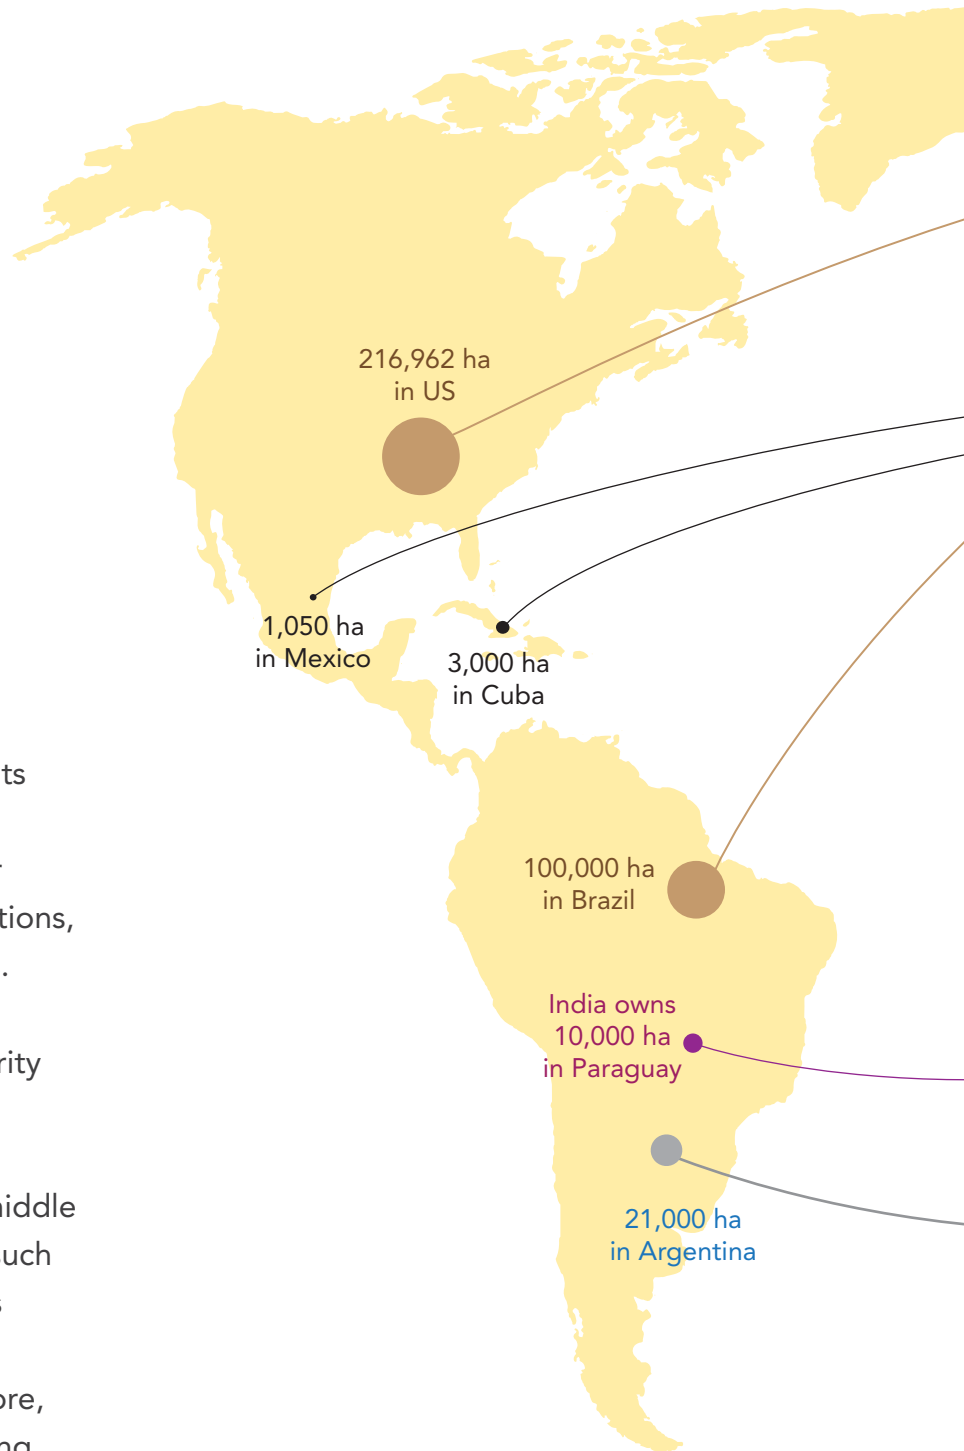 216,962 ha
in US
1,050 ha
in Mexico
3,000 ha
in Cuba
100,000 ha
in Brazil
India owns
10,000 ha
in Paraguay
21,000 ha
in Argentina
ts
tions,
.
rity
iddle
uch
s
ore,